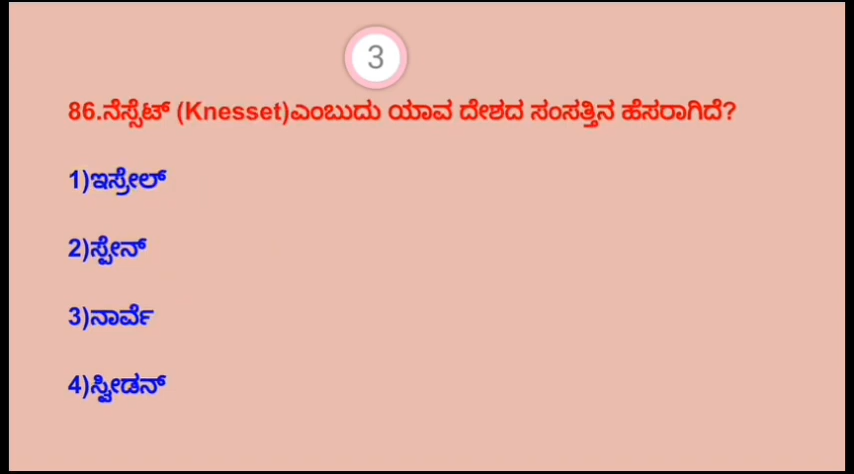 3
86.ನೆಸ್ಸೆಟ್ (Knesset)ಎಂಬುದು ಯಾವ ದೇಶದ ಸಂಸತ್ತಿನ ಹೆಸರಾಗಿದೆ?
1)ಇಸ್ರೇಲ್
2)ಸ್ಪೇನ್
3)ನಾರ್ವೆ
4)ಸ್ವೀಡನ್